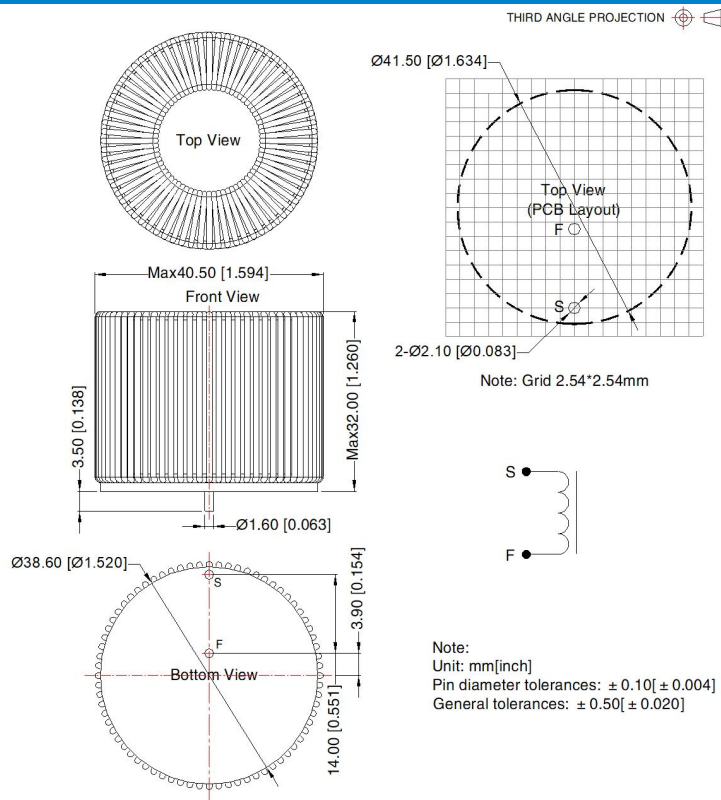 THIRD ANGLE PROJECTION
Ø41.50 [Ø1.634]
Top View
Top View
(PCB Layout)
F
S
Max40.50 [1.594]
Front View
2-Ø2.10 [Ø0.083]
Note: Grid 2.54*2.54mm
3.50 [0.138]
Max32.00 [1.260]
Ø1.60 [0.063]
S
F
Ø38.60 [Ø1.520]
S
F
Bottom View
3.90 [0.154]
14.00 [0.551]
Note:
Unit: mm[inch]
Pin diameter tolerances: ±0.10[±0.004]
General tolerances: ±0.50[±0.020]